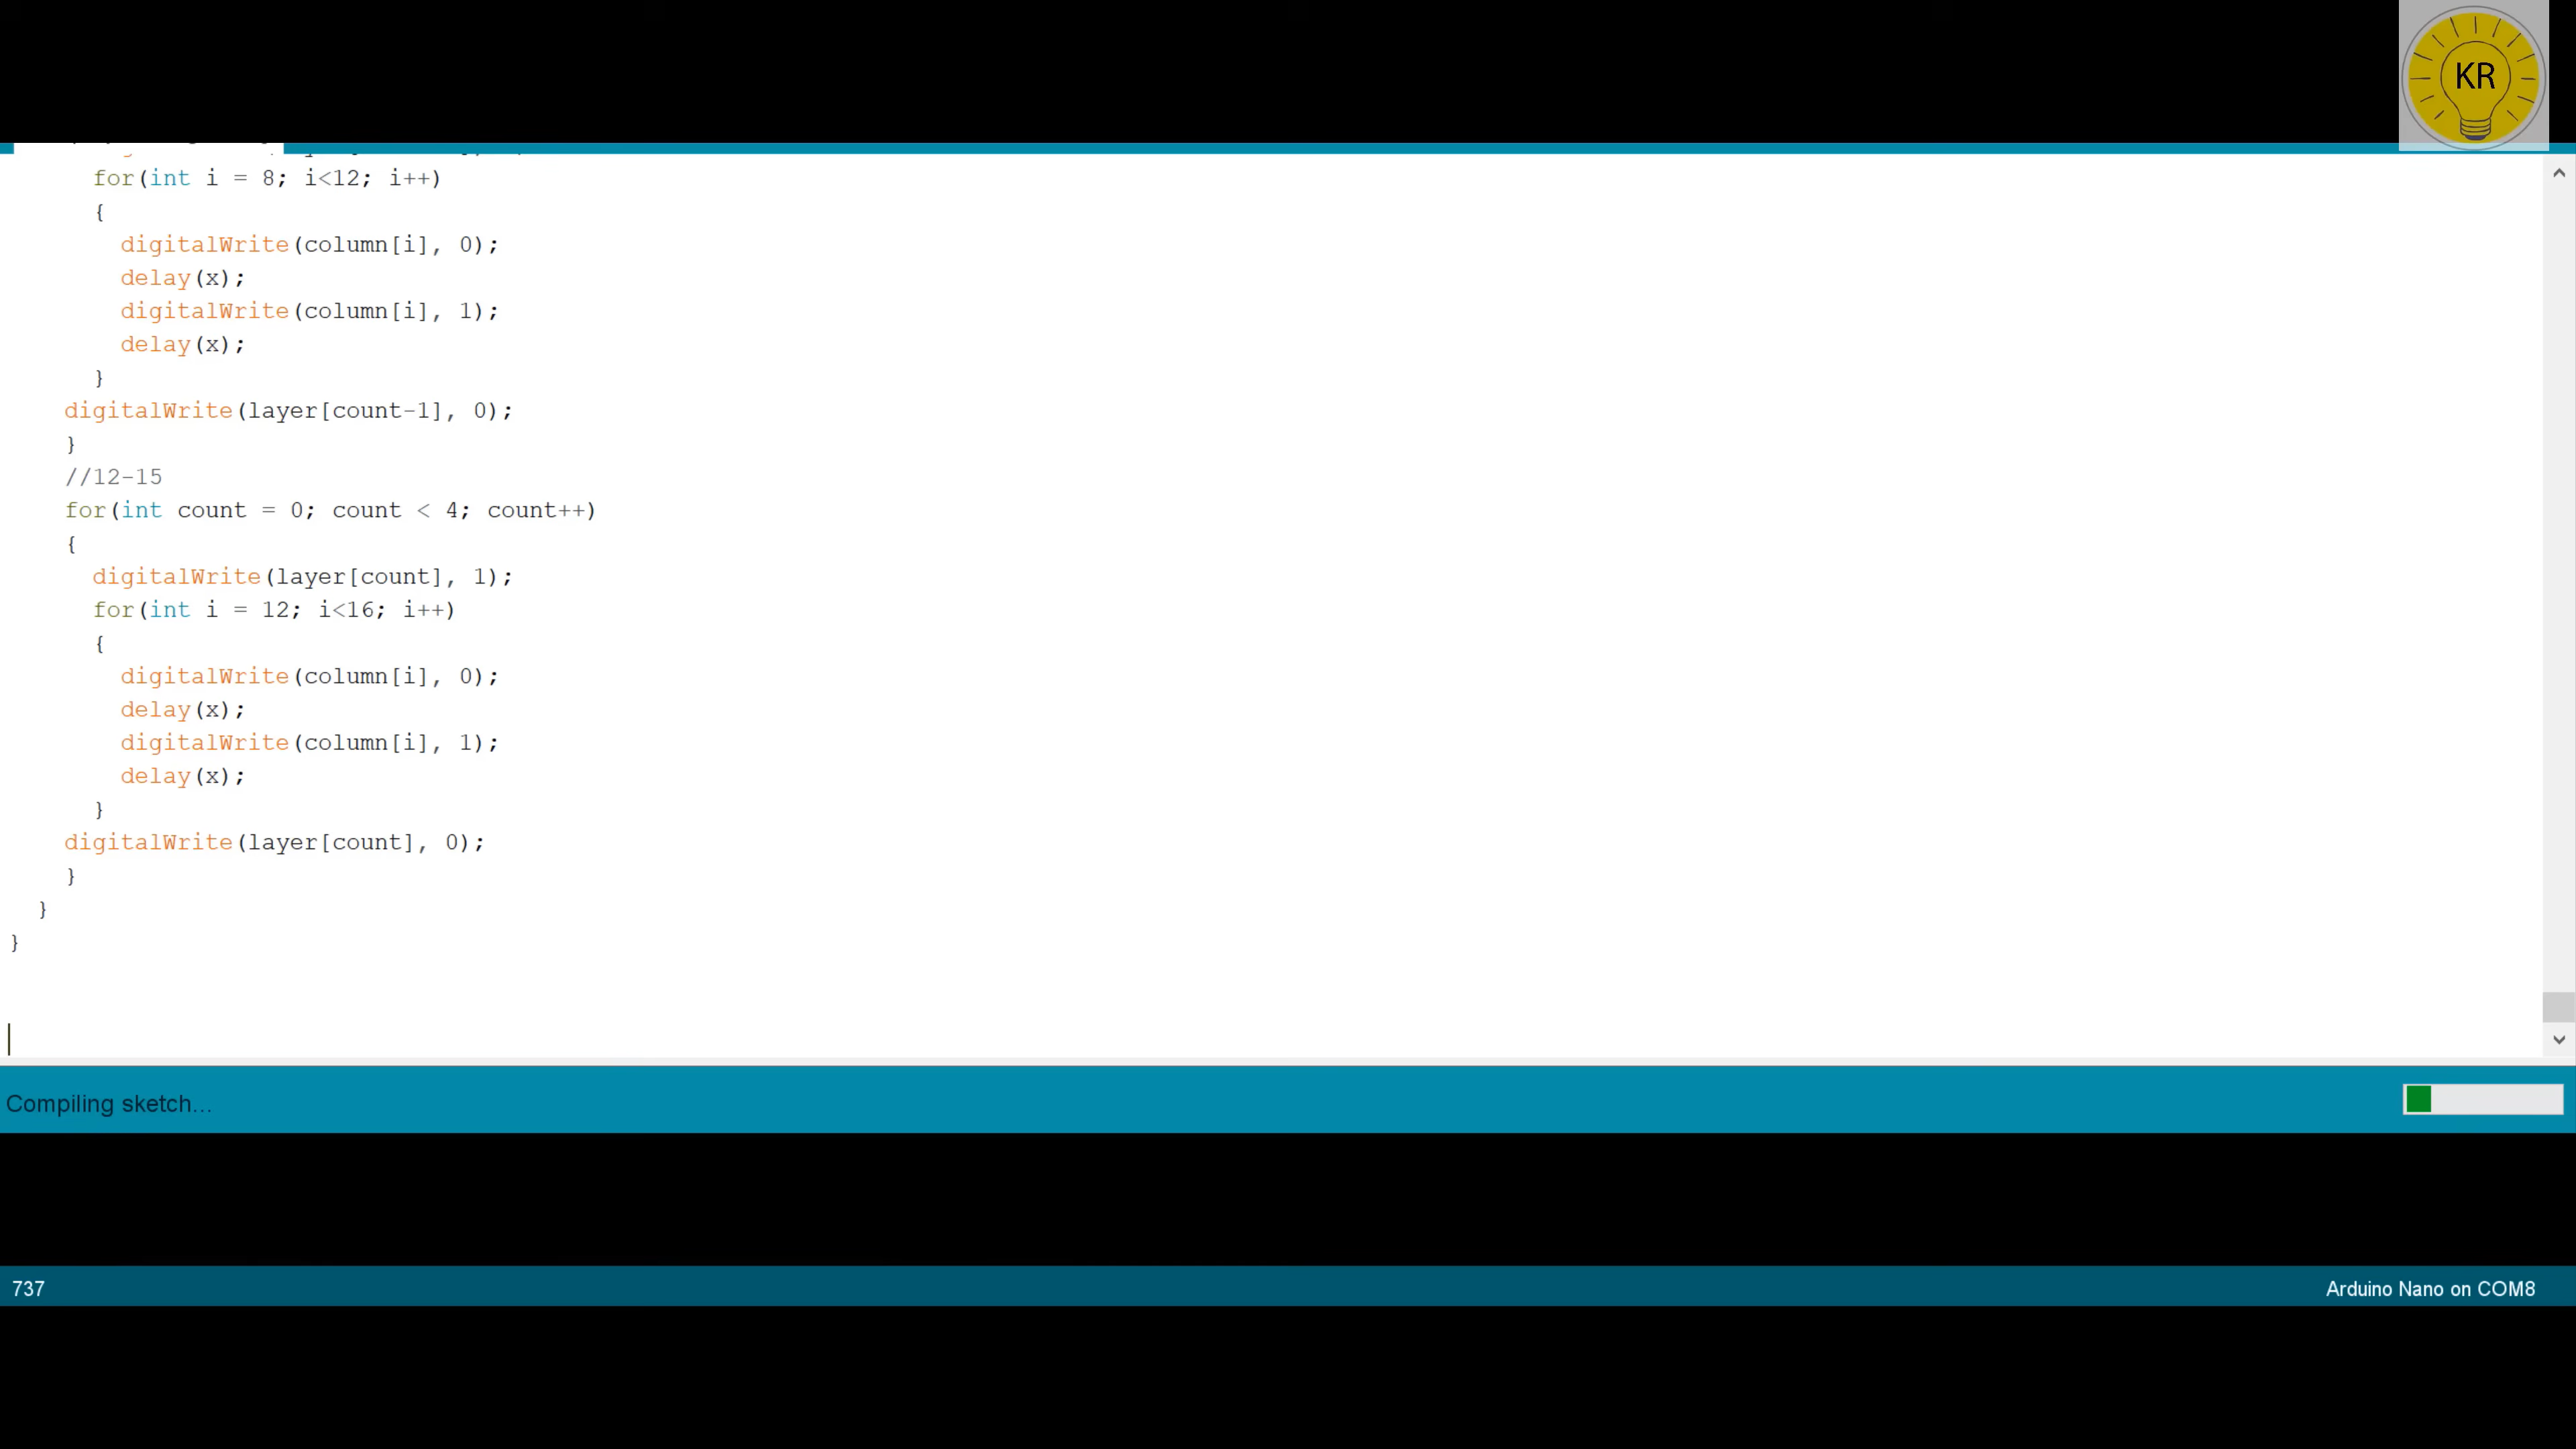 KR
for(int i = 8; i<12; i++)
{
digitalWrite(column[i], 0);
delay(x);
digitalWrite(column[i], 1);
delay(x);
}
digitalWrite(layer[count-1], 0);
}
//12-15
for(int count = 0; count < 4; count++)
{
digitalWrite(layer[count], 1);
for(int i = 12; i<16; i++)
{
digitalWrite(column[i], 0);
delay(x);
digitalWrite(column[i], 1);
delay(x);
}
digitalWrite(layer[count], 0);
}
}
}
Compiling sketch...
737
Arduino Nano on COM8